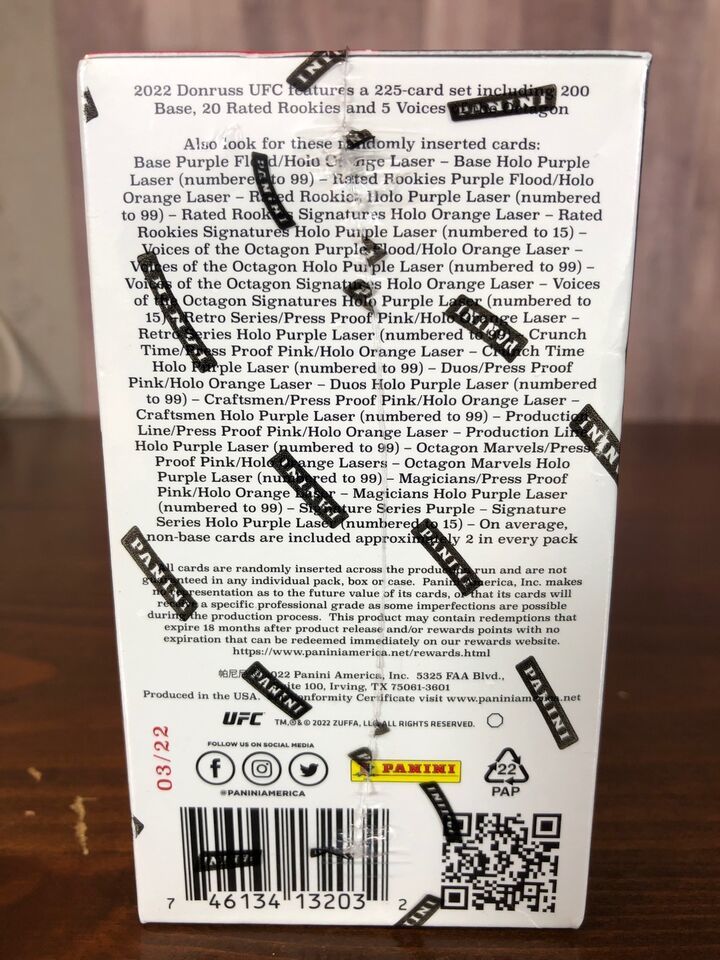 2022 Donruss UFC features a 225-card set including 200
Base, 20 Rated Rookies and 5 Voices of the Octagon
Also look for these randomly inserted cards:
Base Purple Flood/Holo Orange Laser – Base Holo Purple
Laser (numbered to 99) – Rated Rookies Purple Flood/Holo
Orange Laser – Rated Rookies Holo Purple Laser (numbered
to 99) – Rated Rookies Signatures Holo Orange Laser – Rated
Rookies Signatures Holo Purple Laser (numbered to 15) –
Voices of the Octagon Purple Flood/Holo Orange Laser –
Voices of the Octagon Holo Purple Laser (numbered to 99) –
Voices of the Octagon Signatures Holo Orange Laser – Voices
of the Octagon Signatures Holo Purple Laser (numbered to
15) – Retro Series/Press Proof Pink/Holo Orange Laser –
Retro Series Holo Purple Laser (numbered to 99) – Crunch
Time/Press Proof Pink/Holo Orange Laser – Crunch Time
Holo Purple Laser (numbered to 99) – Duos/Press Proof
Pink/Holo Orange Laser – Duos Holo Purple Laser (numbered
to 99) – Craftsmen/Press Proof Pink/Holo Orange Laser –
Craftsmen Holo Purple Laser (numbered to 99) – Production
Line/Press Proof Pink/Holo Orange Laser – Production Line
Holo Purple Laser (numbered to 99) – Octagon Marvels/Press
Proof Pink/Holo Orange Lasers – Octagon Marvels Holo
Purple Laser (numbered to 99) – Magicians/Press Proof
Pink/Holo Orange Laser – Magicians Holo Purple Laser
(numbered to 99) – Signature Series Purple – Signature
Series Holo Purple Laser (numbered to 15) – On average,
non-base cards are included approximately 2 in every pack
All cards are randomly inserted across the production run and are not
guaranteed in any individual pack, box or case. Panini America, Inc. makes
no representation as to the future value of its cards, or that its cards will
receive a specific professional grade as some imperfections are possible
during the production process. This product may contain redemptions that
expire 18 months after product release and/or rewards points with no
expiration that can be redeemed immediately on our rewards website.
https://www.paniniamerica.net/rewards.html
帕尼尼 2022 Panini America, Inc. 5325 FAA Blvd.,
Suite 100, Irving, TX 75061-3601
Produced in the USA. Conformity Certificate visit www.paniniamerica.net
UFC TM,®& © 2022 ZUFFA, LLC ALL RIGHTS RESERVED.
03/22
FOLLOW US ON SOCIAL MEDIA
@PANINIAMERICA
PANINI
22
PAP
7 46134 13203 2
PANINI
PANINI
PANINI
PANINI
PANINI
PANINI
PANINI